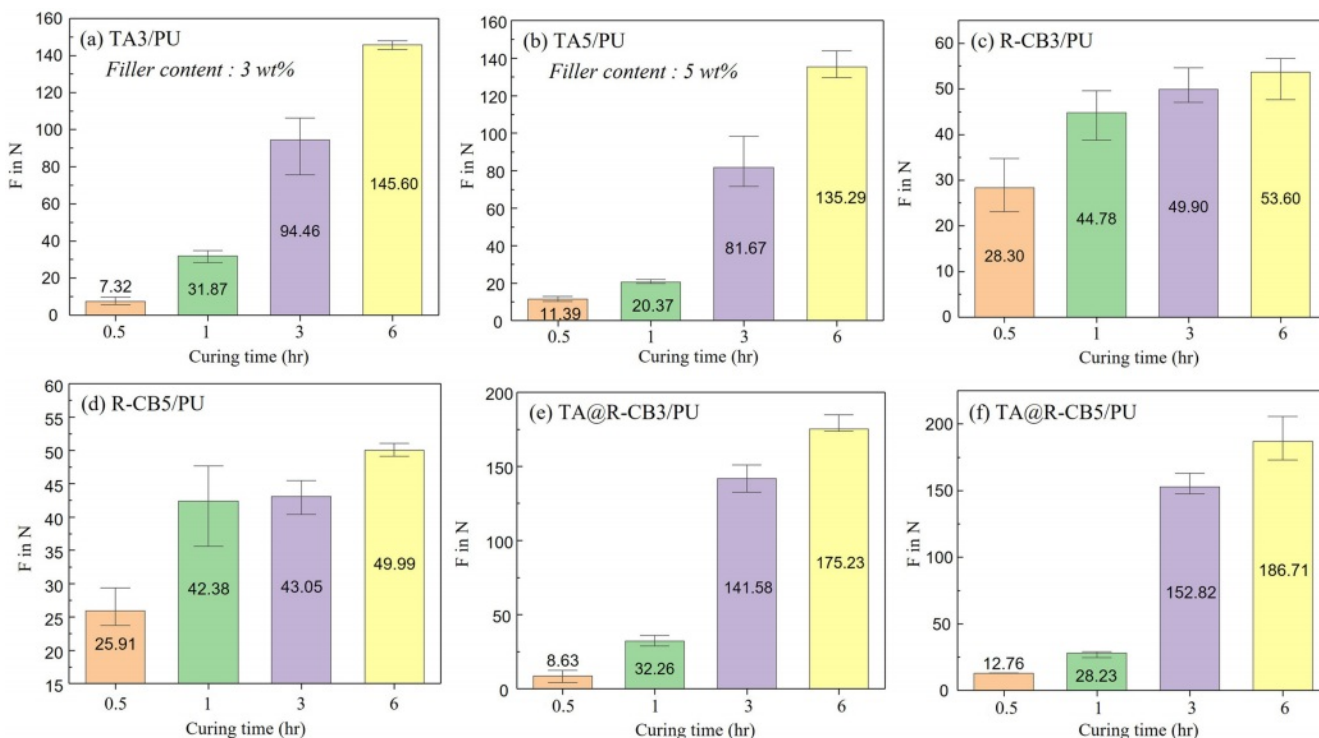 (a) TA3/PU
Filler content : 3 wt%
F in N
160
140
120
100
80
60
40
20
0
7.32
31.87
94.46
145.60
0.5 1 3 6
Curing time (hr)
(b) TA5/PU
Filler content : 5 wt%
F in N
160
140
120
100
80
60
40
20
0
11.39
20.37
81.67
135.29
0.5 1 3 6
Curing time (hr)
(c) R-CB3/PU
F in N
60
50
40
30
20
10
0
28.30
44.78
49.90
53.60
0.5 1 3 6
Curing time (hr)
(d) R-CB5/PU
F in N
60
55
50
45
40
35
30
25
20
15
25.91
42.38
43.05
49.99
0.5 1 3 6
Curing time (hr)
(e) TA@R-CB3/PU
F in N
200
150
100
50
0
8.63
32.26
141.58
175.23
0.5 1 3 6
Curing time (hr)
(f) TA@R-CB5/PU
F in N
200
150
100
50
0
12.76
28.23
152.82
186.71
0.5 1 3 6
Curing time (hr)